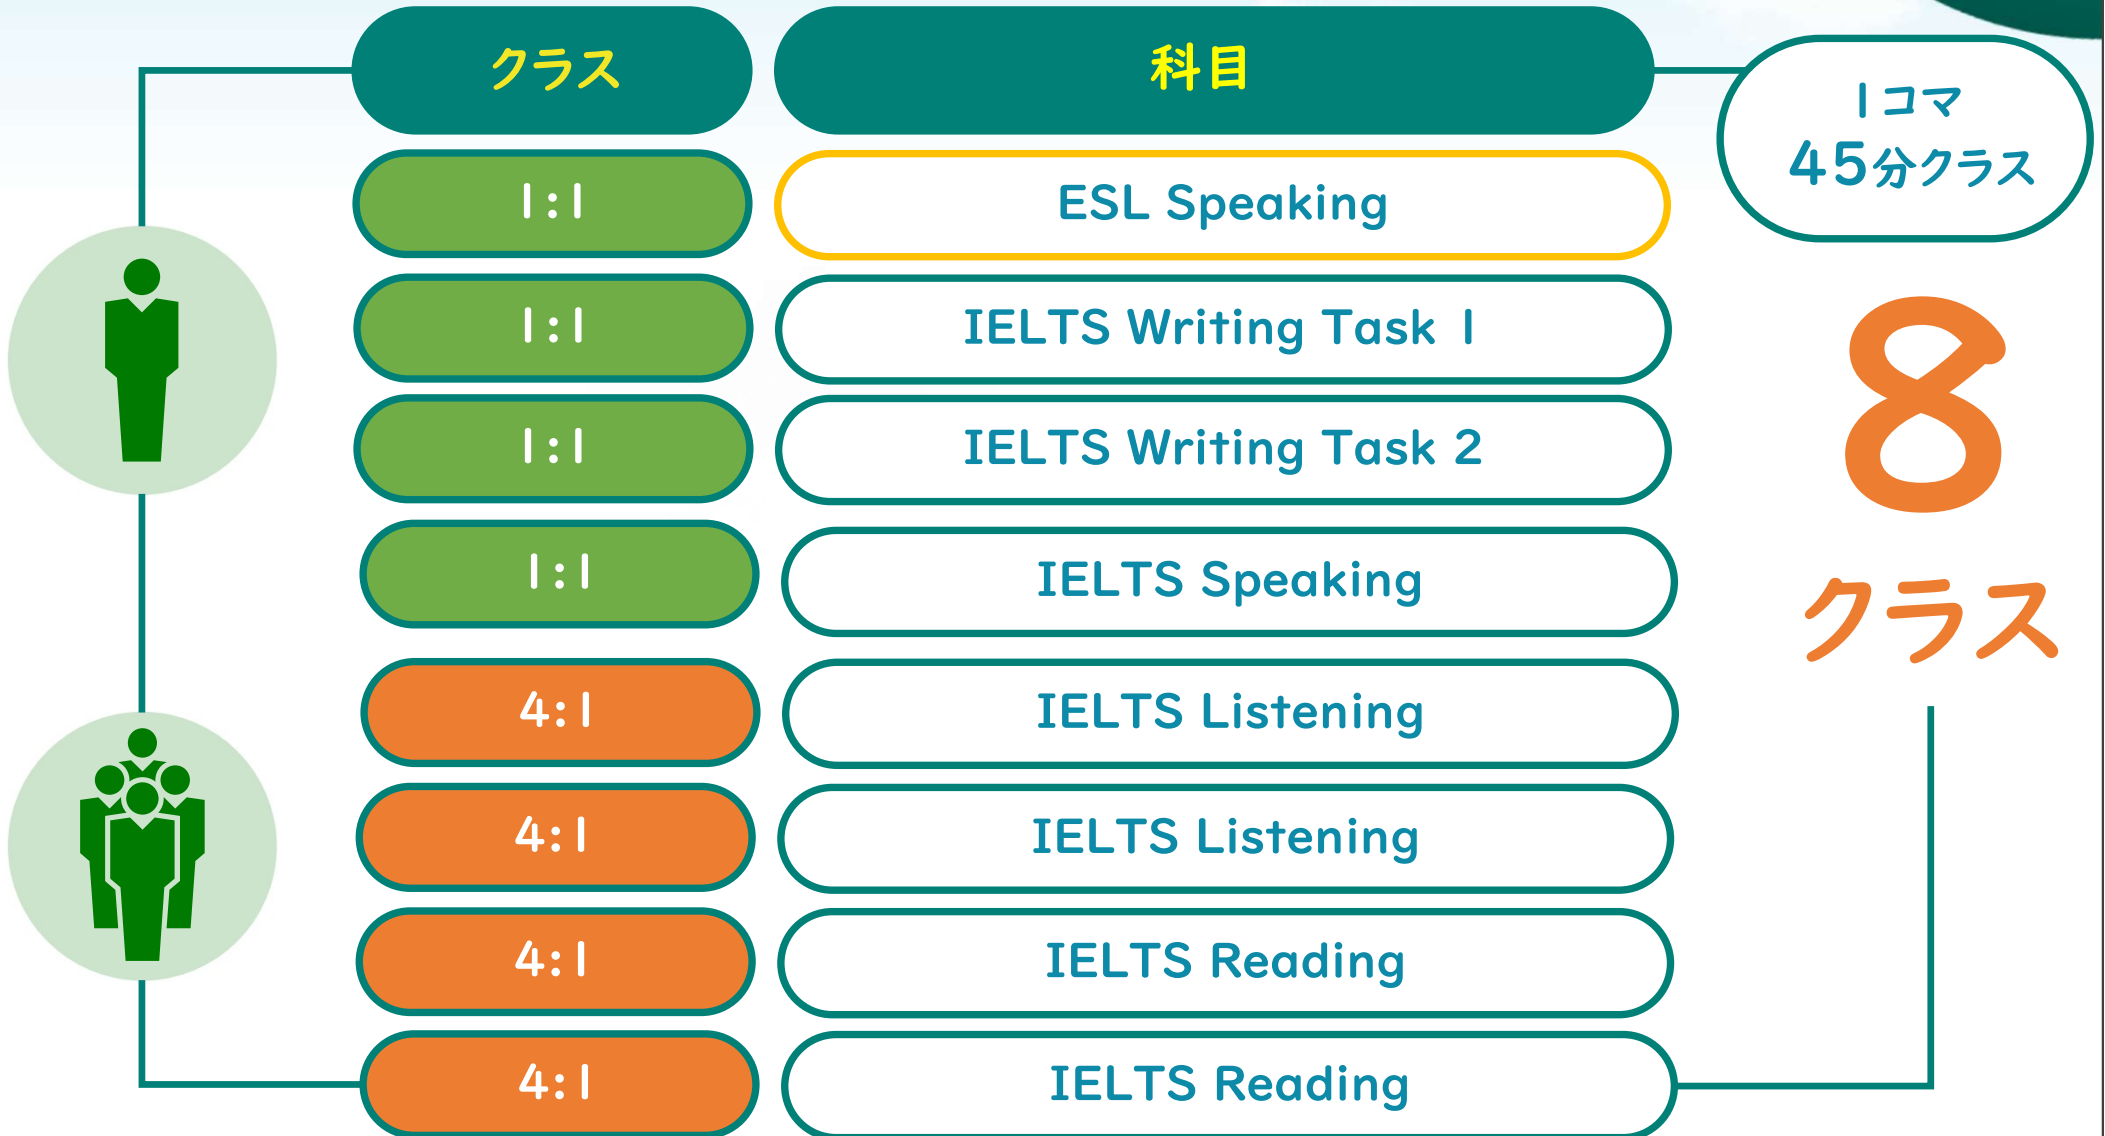 クラス 科目
1コマ
45分クラス
1:1 ESL Speaking
1:1 IELTS Writing Task 1
1:1 IELTS Writing Task 2
1:1 IELTS Speaking
4:1 IELTS Listening
4:1 IELTS Listening
4:1 IELTS Reading
4:1 IELTS Reading
8
クラス